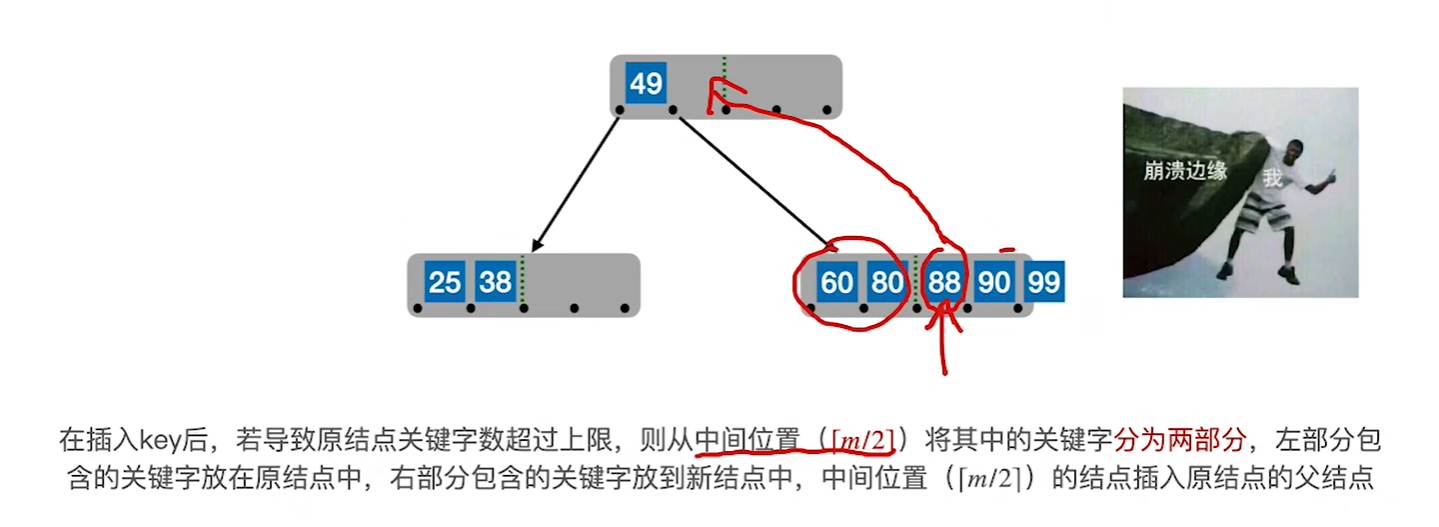 49
崩溃边缘 我
25 38
60 80 88 90 99
在插入key后，若导致原结点关键字数超过上限，则从中间位置（⌈m/2⌉）将其中的关键字分为两部分，左部分包
含的关键字放在原结点中，右部分包含的关键字放到新结点中，中间位置（⌈m/2⌉）的结点插入原结点的父结点